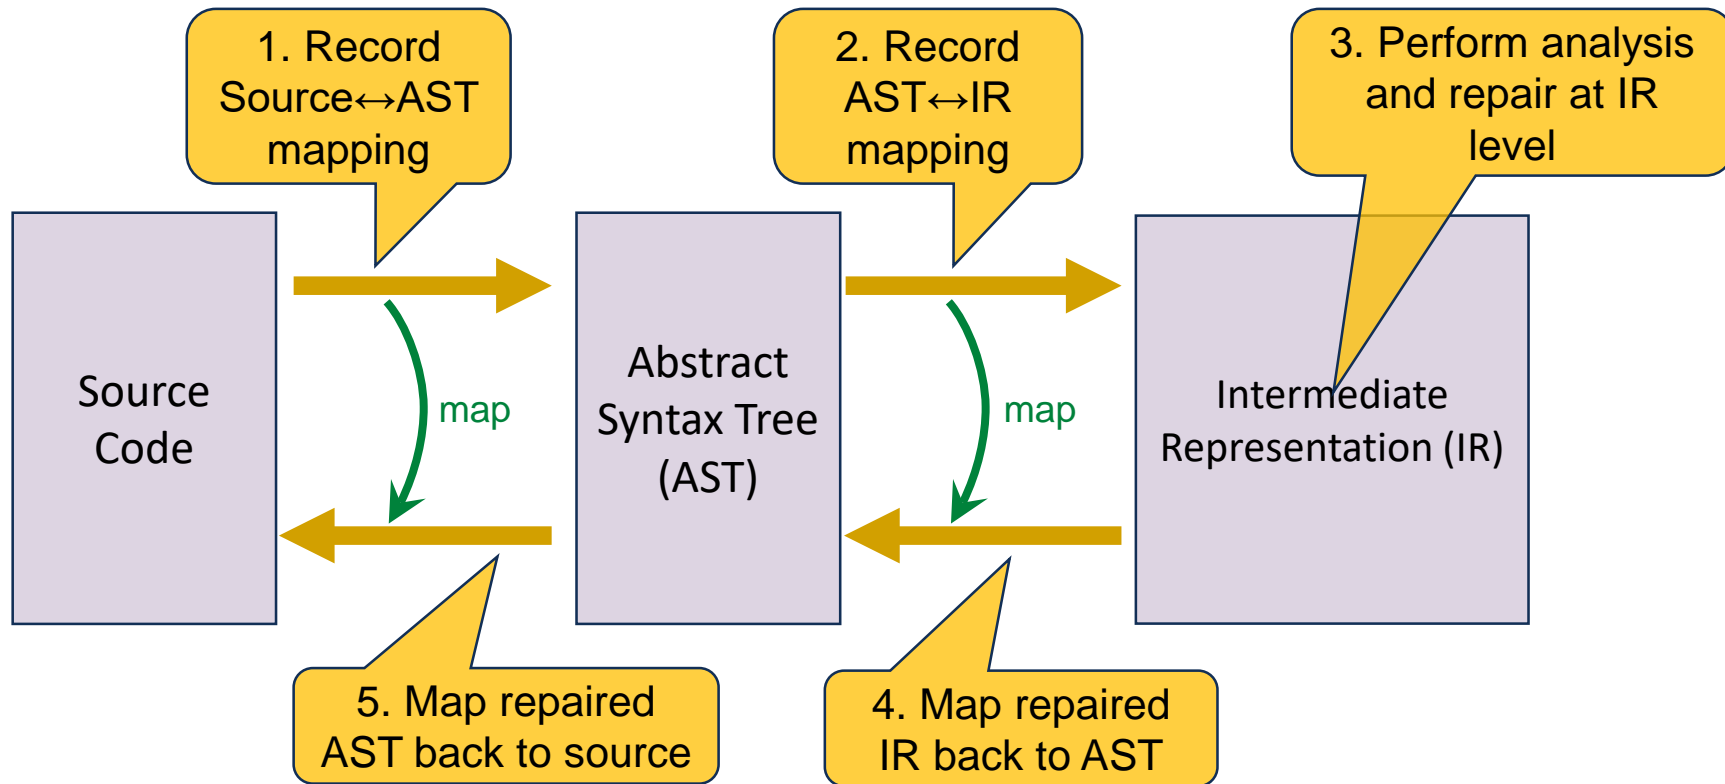 1. Record
Source↔AST
mapping
2. Record
AST↔IR
mapping
3. Perform analysis
and repair at IR
level
Source
Code
map
Abstract
Syntax Tree
(AST)
map
Intermediate
Representation (IR)
5. Map repaired
AST back to source
4. Map repaired
IR back to AST